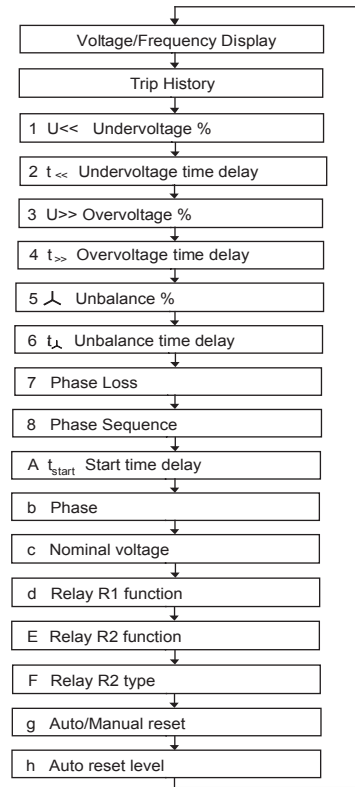 Voltage/Frequency Display
Trip History
1 U<< Undervoltage %
2 t<< Undervoltage time delay
3 U>> Overvoltage %
4 t>> Overvoltage time delay
5 ⅄ Unbalance %
6 t⅄ Unbalance time delay
7 Phase Loss
8 Phase Sequence
A tstart Start time delay
b Phase
c Nominal voltage
d Relay R1 function
E Relay R2 function
F Relay R2 type
g Auto/Manual reset
h Auto reset level